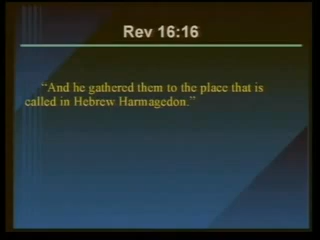 Rev 16:16
“And he gathered them to the place that is
called in Hebrew Harmagedon.”